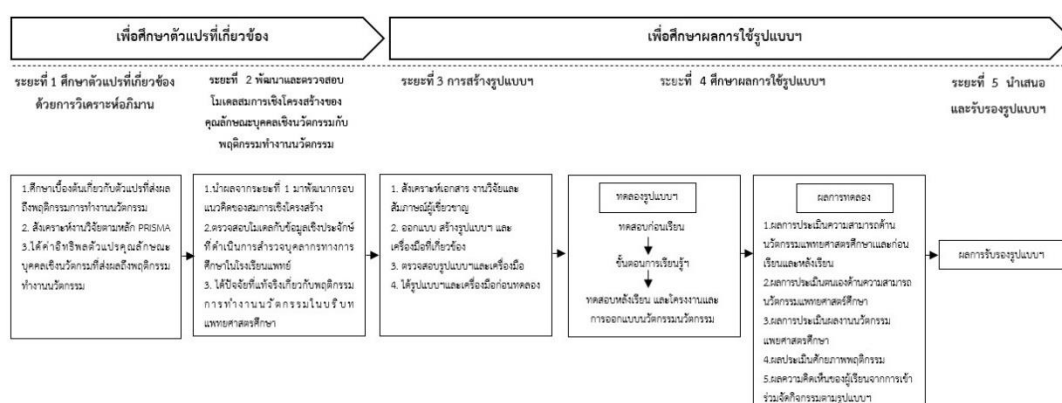 เพื่อศึกษาตัวแปรที่เกี่ยวข้อง
เพื่อศึกษาผลการใช้รูปแบบฯ
ระยะที่ 1 ศึกษาตัวแปรที่เกี่ยวข้อง
ด้วยการวิเคราะห์อภิมาน
ระยะที่ 2 พัฒนาและตรวจสอบ
โมเดลสมการเชิงโครงสร้างของ
คุณลักษณะบุคคลเชิงนวัตกรรมกับ
พฤติกรรมทำงานนวัตกรรม
ระยะที่ 3 การสร้างรูปแบบฯ
ระยะที่ 4 ศึกษาผลการใช้รูปแบบฯ
ระยะที่ 5 นำเสนอ
และรับรองรูปแบบฯ
1.ศึกษาเบื้องต้นเกี่ยวกับตัวแปรที่ส่งผล
ถึงพฤติกรรมการทำงานนวัตกรรม
2. สังเคราะห์งานวิจัยตามหลัก PRISMA
3.ได้ค่าอิทธิพลตัวแปรคุณลักษณะ
บุคคลเชิงนวัตกรรมที่ส่งผลถึงพฤติกรรม
ทำงานนวัตกรรม
1.นำผลจากระยะที่ 1 มาพัฒนากรอบ
แนวคิดของสมการเชิงโครงสร้าง
2.ตรวจสอบโมเดลกับข้อมูลเชิงประจักษ์
ที่ดำเนินการสำรวจบุคลากรทางการ
ศึกษาในโรงเรียนแพทย์
3. ได้ปัจจัยที่แท้จริงเกี่ยวกับพฤติกรรม
การทำงานนวัตกรรมในบริบท
แพทยศาสตรศึกษา
1. สังเคราะห์เอกสาร งานวิจัยและ
สัมภาษณ์ผู้เชี่ยวชาญ
2. ออกแบบ สร้างรูปแบบฯ และ
เครื่องมือที่เกี่ยวข้อง
3. ตรวจสอบรูปแบบฯและเครื่องมือ
4. ได้รูปแบบฯและเครื่องมือก่อนทดลอง
ทดลองรูปแบบฯ
ทดสอบก่อนเรียน
ขั้นตอนการเรียนรู้ฯ
ทดสอบหลังเรียน และโครงงานและ
การออกแบบนวัตกรรมนวัตกรรม
ผลการทดลอง
1.ผลการประเมินความสามารถด้าน
นวัตกรรมแพทยศาสตรศึกษาและก่อน
เรียนและหลังเรียน
2.ผลการประเมินตนเองด้านความสามารถ
นวัตกรรมแพทยศาสตร์ศึกษา
3.ผลการประเมินผลงานนวัตกรรม
แพยศาสตรศึกษา
4.ผลประเมินศักยภาพพฤติกรรม
5.ผลความคิดเห็นของผู้เรียนจากการเข้า
ร่วมจัดกิจกรรมตามรูปแบบฯ
ผลการรับรองรูปแบบฯ